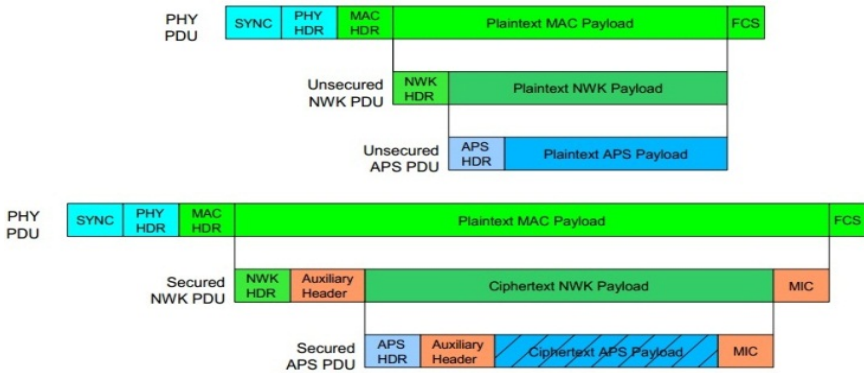 PHY
PDU
SYNC
PHY
HDR
MAC
HDR
Plaintext MAC Payload
FCS
Unsecured
NWK PDU
NWK
HDR
Plaintext NWK Payload
Unsecured
APS PDU
APS
HDR
Plaintext APS Payload
PHY
PDU
SYNC
PHY
HDR
MAC
HDR
Plaintext MAC Payload
FCS
Secured
NWK PDU
NWK
HDR
Auxiliary
Header
Ciphertext NWK Payload
MIC
Secured
APS PDU
APS
HDR
Auxiliary
Header
Ciphertext APS Payload
MIC